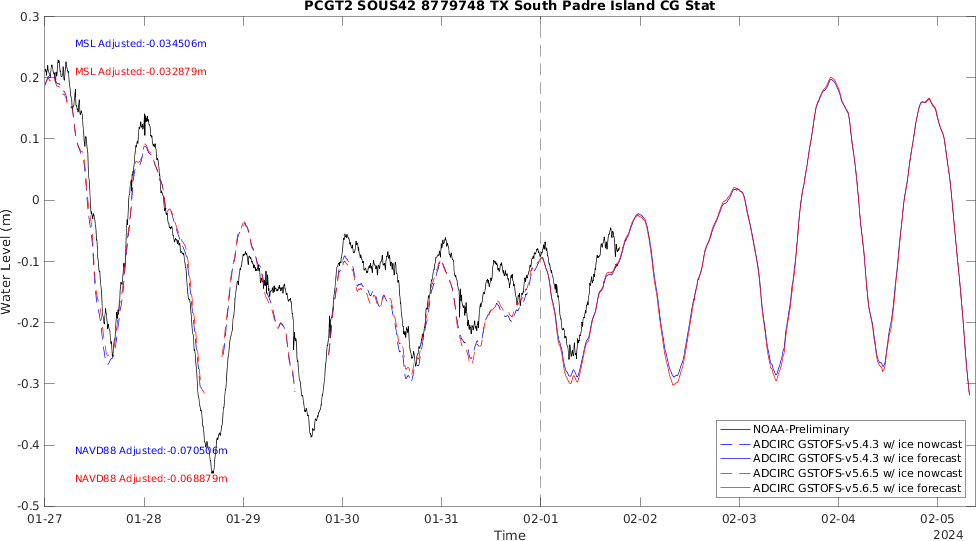 PCGT2 SOUS42 8779748 TX South Padre Island CG Stat
0.3
0.2
0.1
0
-0.1
-0.2
-0.3
-0.4
-0.5
Water Level (m)
MSL Adjusted:-0.034506m
MSL Adjusted:-0.032879m
NAVD88 Adjusted:-0.070506m
NAVD88 Adjusted:-0.068879m
NOAA-Preliminary
ADCIRC GSTOFS-v5.4.3 w/ ice nowcast
ADCIRC GSTOFS-v5.4.3 w/ ice forecast
ADCIRC GSTOFS-v5.6.5 w/ ice nowcast
ADCIRC GSTOFS-v5.6.5 w/ ice forecast
01-27 01-28 01-29 01-30 01-31 02-01 02-02 02-03 02-04 02-05
Time
2024